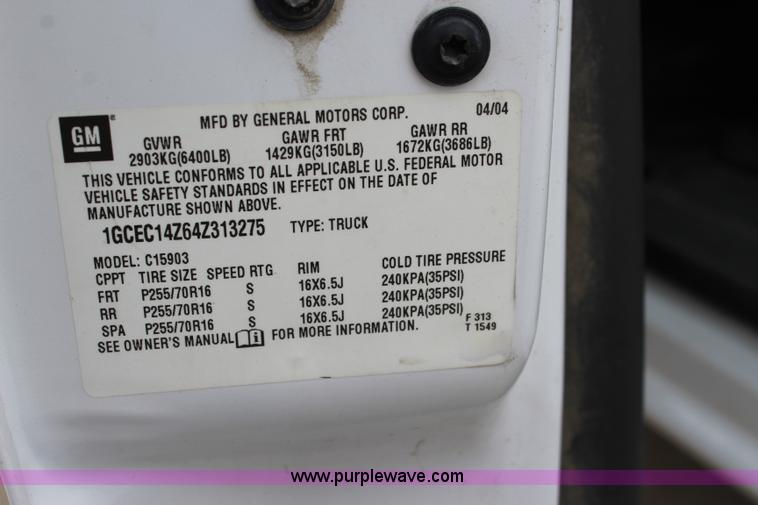 GM
MFD BY GENERAL MOTORS CORP. 04/04
GVWR GAWR FRT GAWR RR
2903KG(6400LB) 1429KG(3150LB) 1672KG(3686LB)
THIS VEHICLE CONFORMS TO ALL APPLICABLE U.S. FEDERAL MOTOR
VEHICLE SAFETY STANDARDS IN EFFECT ON THE DATE OF
MANUFACTURE SHOWN ABOVE.
1GCEC14Z64Z313275 TYPE: TRUCK
MODEL: C15903
CPPT TIRE SIZE SPEED RTG RIM COLD TIRE PRESSURE
FRT P255/70R16 S 16X6.5J 240KPA(35PSI)
RR P255/70R16 S 16X6.5J 240KPA(35PSI)
SPA P255/70R16 S 16X6.5J 240KPA(35PSI)
SEE OWNER'S MANUAL i FOR MORE INFORMATION.
F 313
T 1549
www.purplewave.com